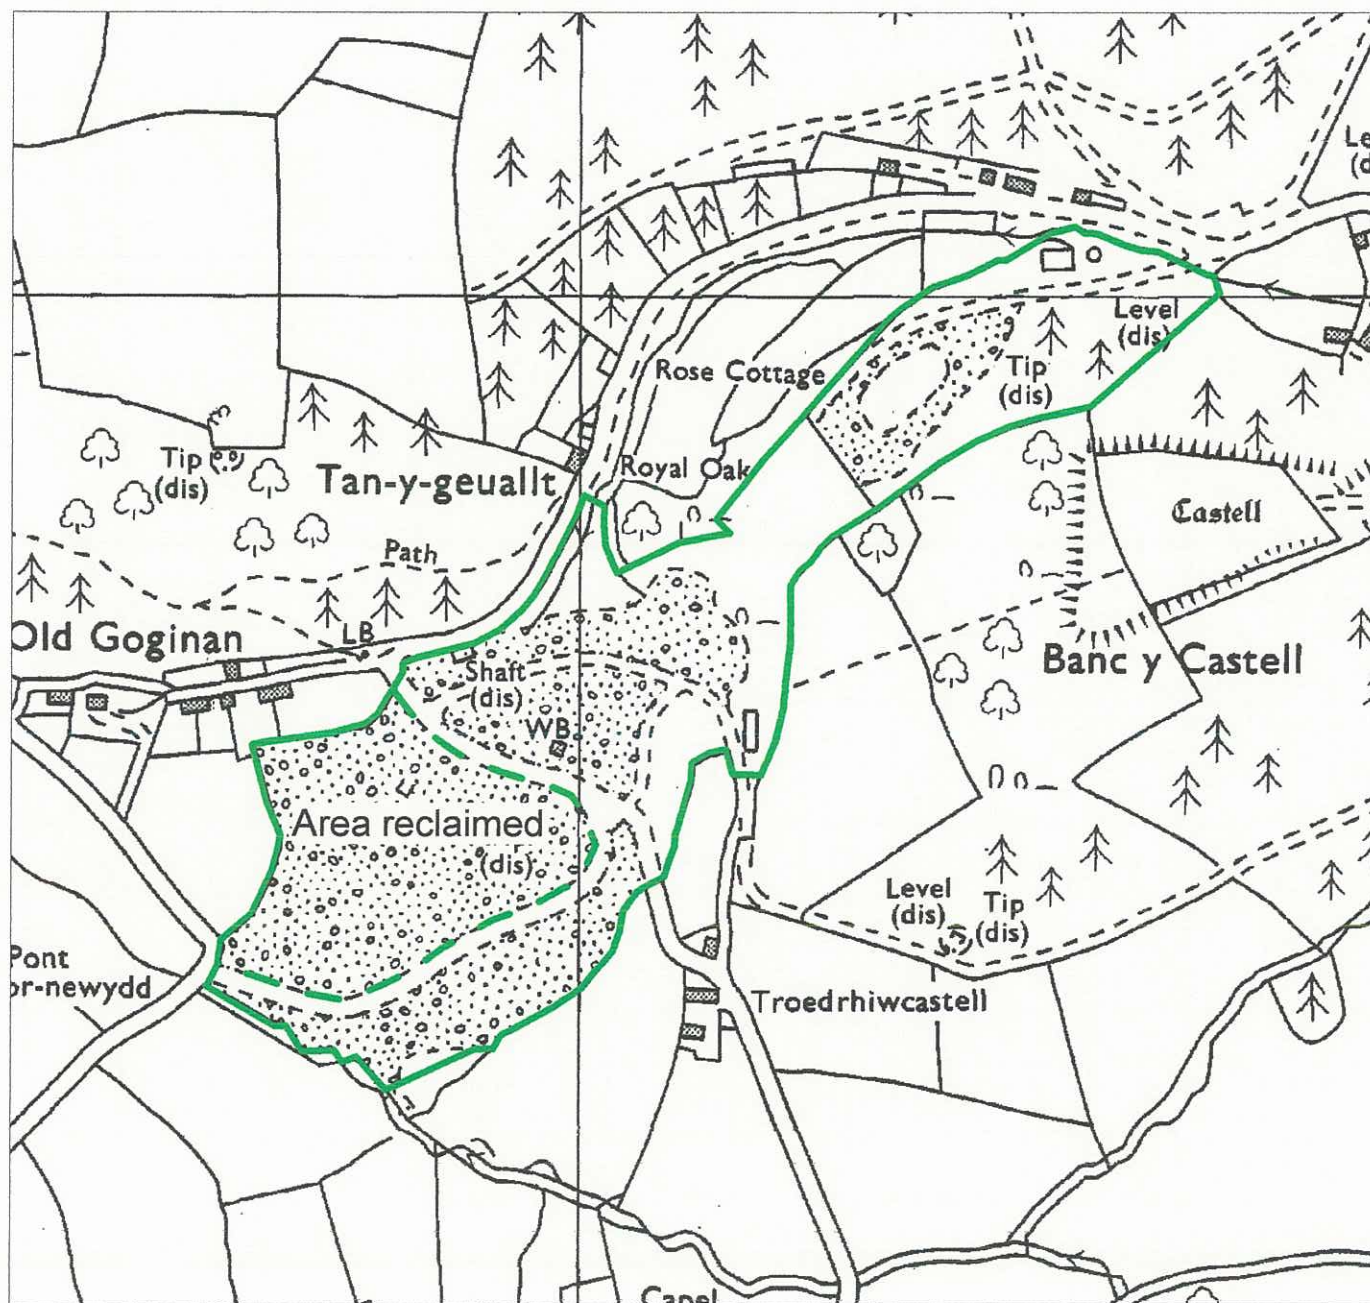 Level
(dis)
Rose Cottage
Tip
(dis)
Tip
(dis)
Tan-y-geuallt
Royal Oak
Castell
Path
Old Goginan
LB
Shaft
(dis)
Banc y Castell
WB
Area reclaimed
(dis)
Level
(dis)
Tip
(dis)
Pont
or-newydd
Troedrhiwcastell
Capel